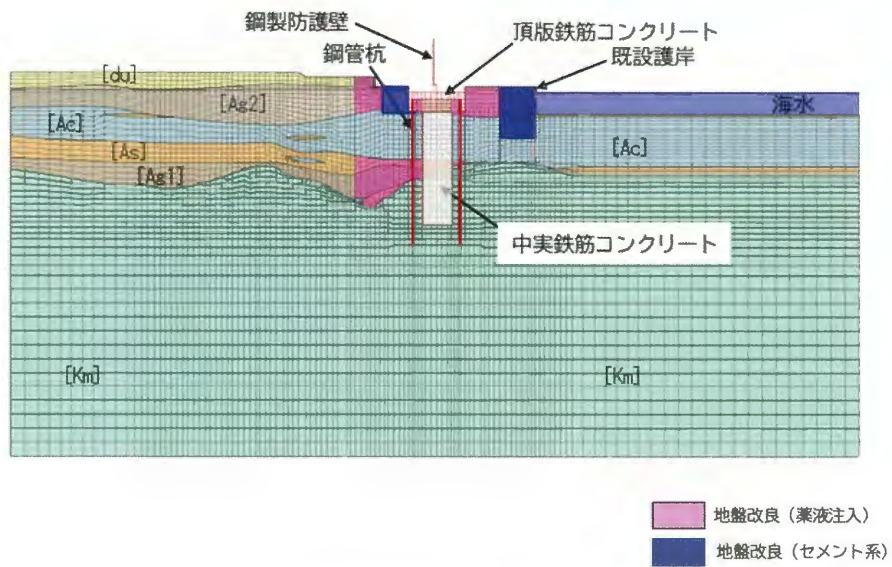 鋼製防護壁
頂版鉄筋コンクリート
鋼管杭
既設護岸
[du]
[Ag2]
海水
[Ac]
[Ac]
[As]
[Ag1]
中実鉄筋コンクリート
[Km]
[Km]
地盤改良（薬液注入）
地盤改良（セメント系）